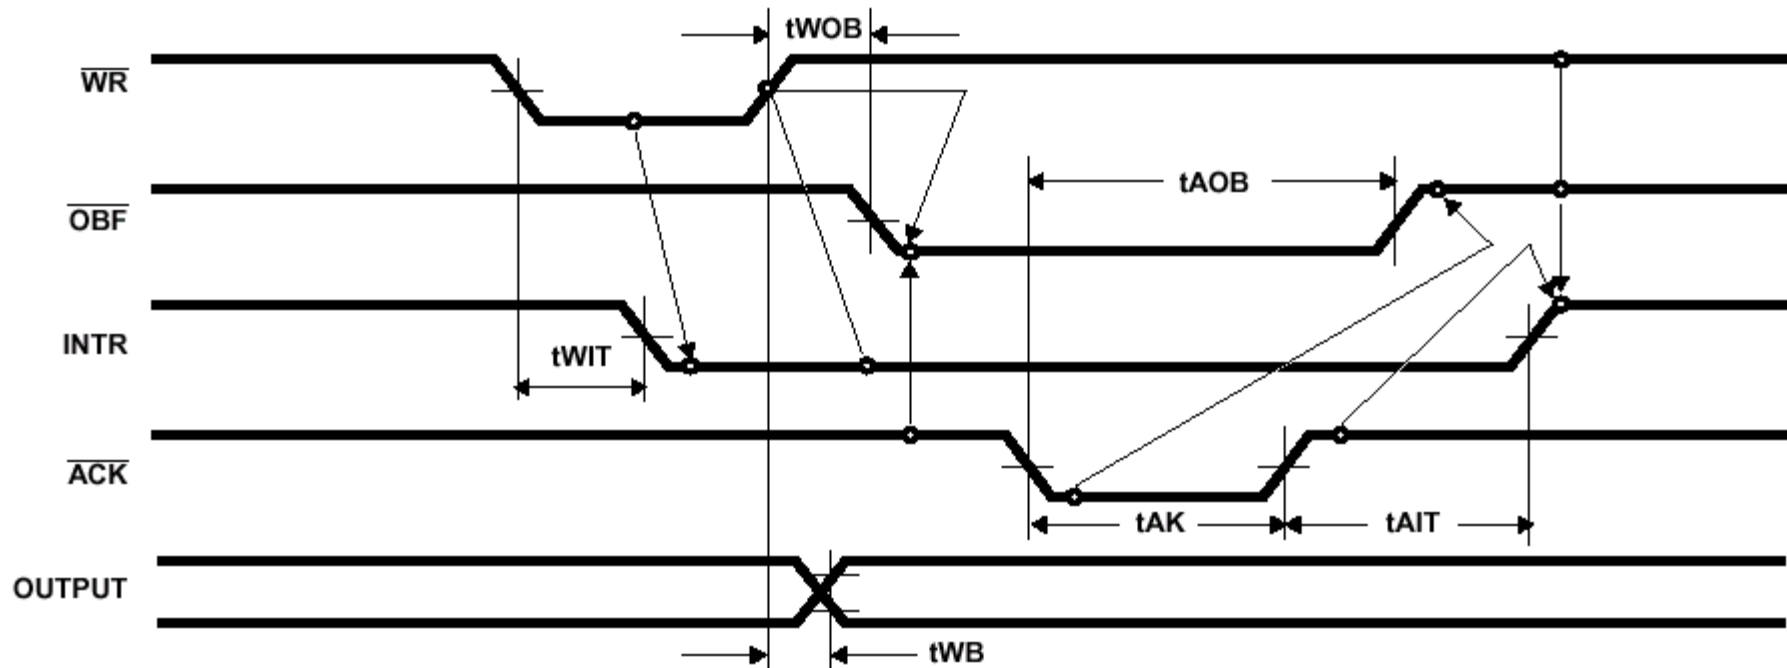 tWOB
WR
tAOB
OBF
INTR
tWIT
ACK
tAK
tAIT
OUTPUT
tWB